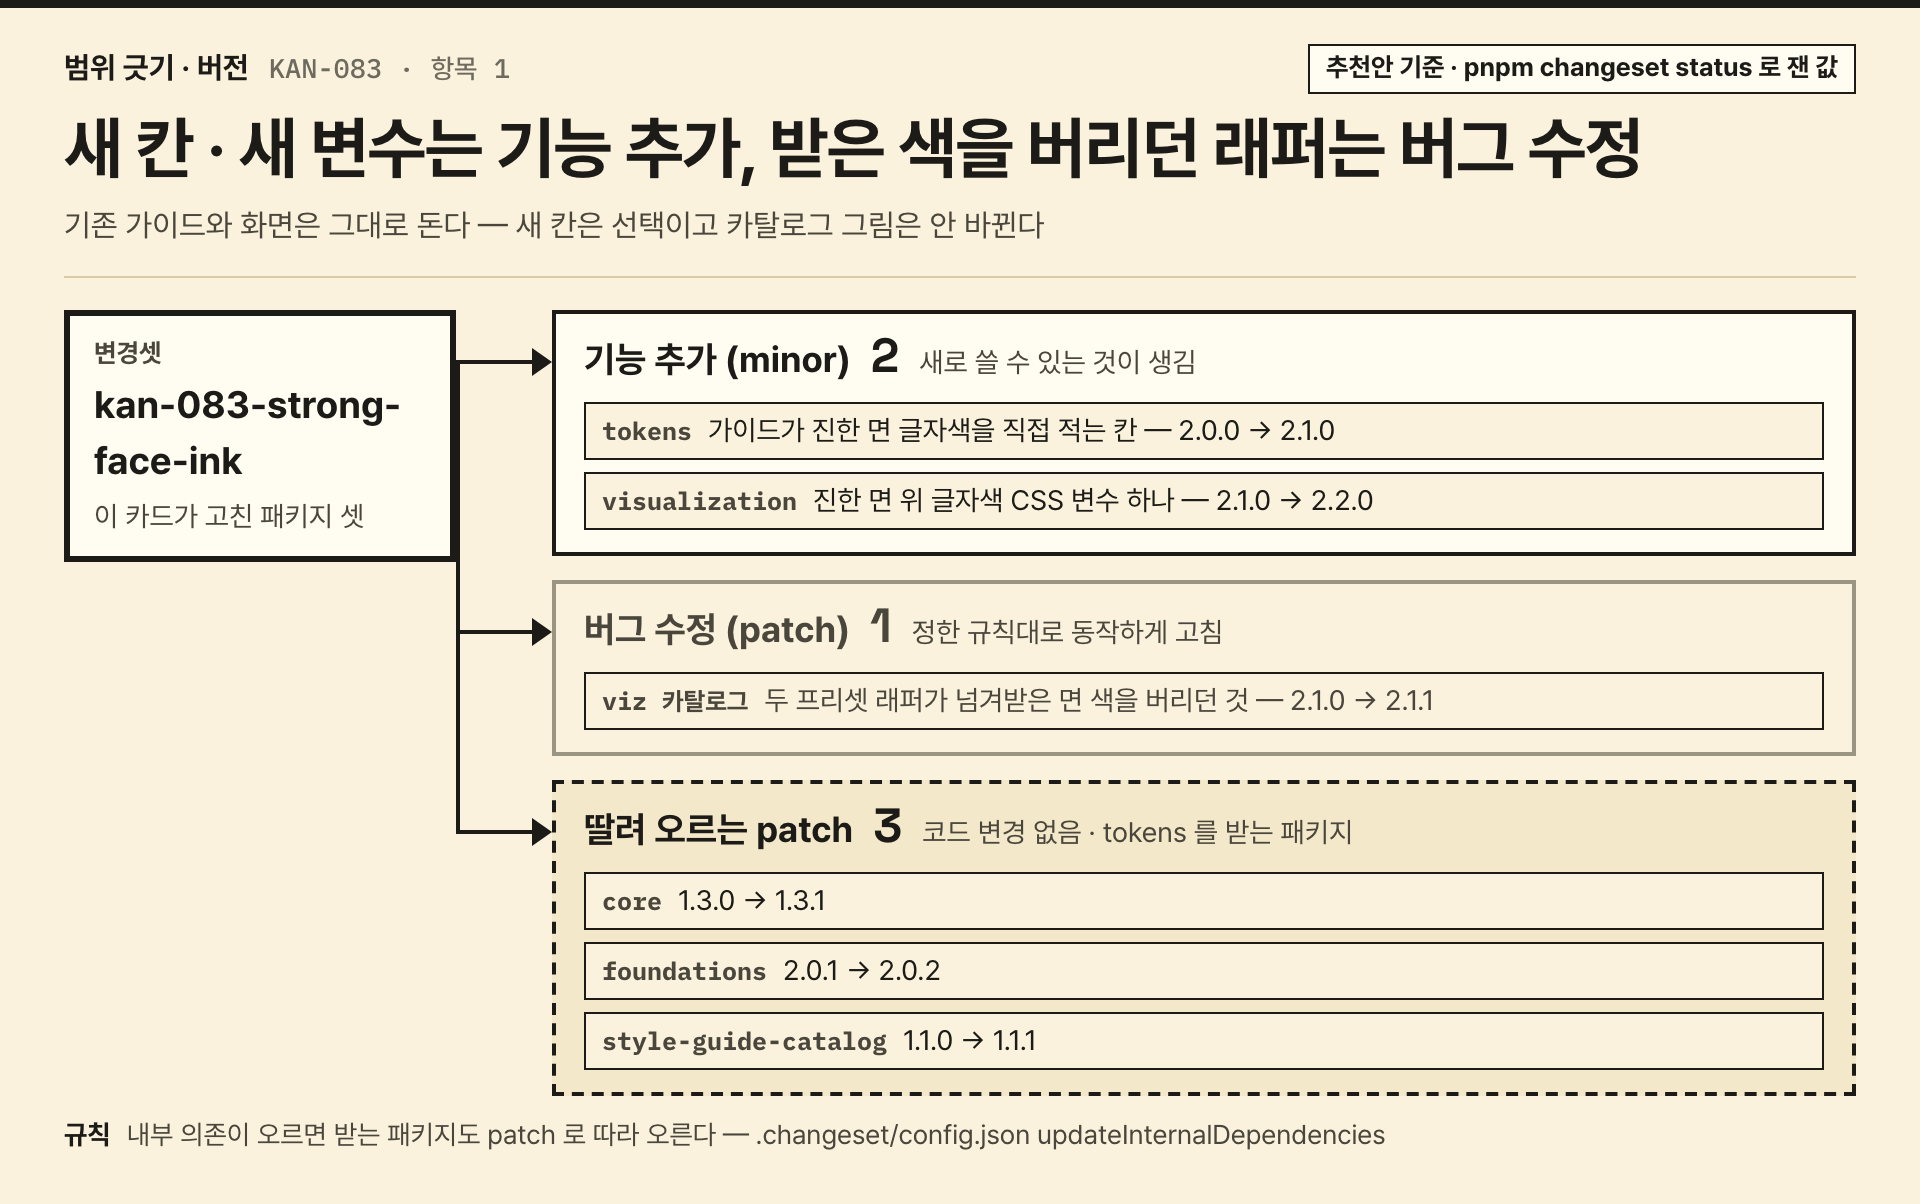 범위 긋기 · 버전 KAN-083 · 항목 1
추천안 기준 · pnpm changeset status 로 잰 값
새 칸 · 새 변수는 기능 추가, 받은 색을 버리던 래퍼는 버그 수정
기존 가이드와 화면은 그대로 돈다 — 새 칸은 선택이고 카탈로그 그림은 안 바뀐다
변경셋
kan-083-strong-
face-ink
이 카드가 고친 패키지 셋
기능 추가 (minor) 2 새로 쓸 수 있는 것이 생김
tokens 가이드가 진한 면 글자색을 직접 적는 칸 — 2.0.0 → 2.1.0
visualization 진한 면 위 글자색 CSS 변수 하나 — 2.1.0 → 2.2.0
버그 수정 (patch) 1 정한 규칙대로 동작하게 고침
viz 카탈로그 두 프리셋 래퍼가 넘겨받은 면 색을 버리던 것 — 2.1.0 → 2.1.1
딸려 오르는 patch 3 코드 변경 없음 · tokens 를 받는 패키지
core 1.3.0 → 1.3.1
foundations 2.0.1 → 2.0.2
style-guide-catalog 1.1.0 → 1.1.1
규칙 내부 의존이 오르면 받는 패키지도 patch 로 따라 오른다 — .changeset/config.json updateInternalDependencies